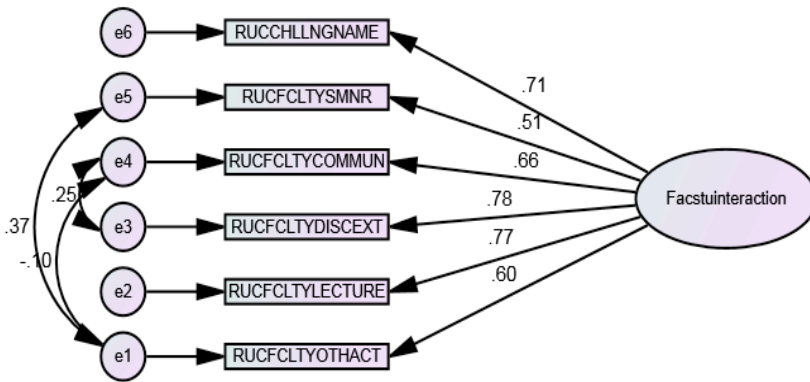 e6
RUCCHLLNGNAME
.71
e5
RUCFCLTYSMNR
.51
e4
RUCFCLTYCOMMUN
.66
.25
Facstuinteraction
e3
RUCFCLTYDISCEXT
.78
.37
-.10
e2
RUCFCLTYLECTURE
.77
e1
RUCFCLTYOTHACT
.60